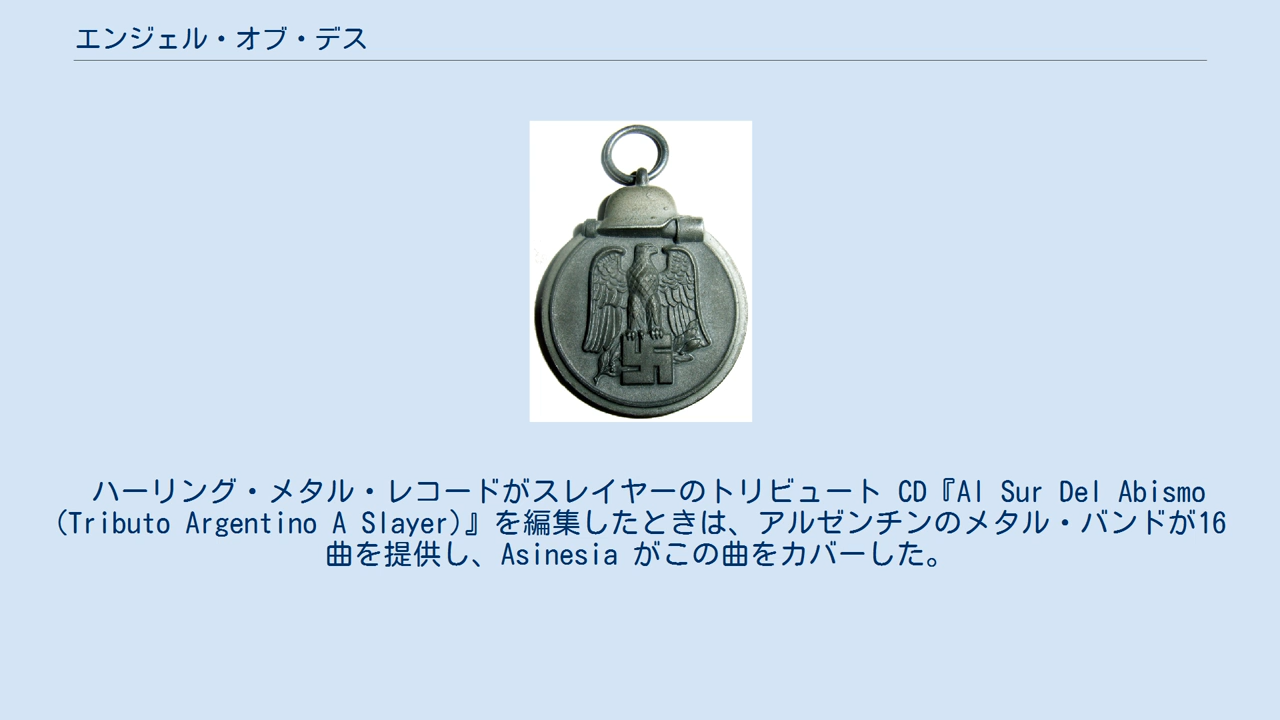 エンジェル・オブ・デス
ハーリング・メタル・レコードがスレイヤーのトリビュート CD『Al Sur Del Abismo
(Tributo Argentino A Slayer)』を編集したときは、アルゼンチンのメタル・バンドが16
曲を提供し、Asinesia がこの曲をカバーした。